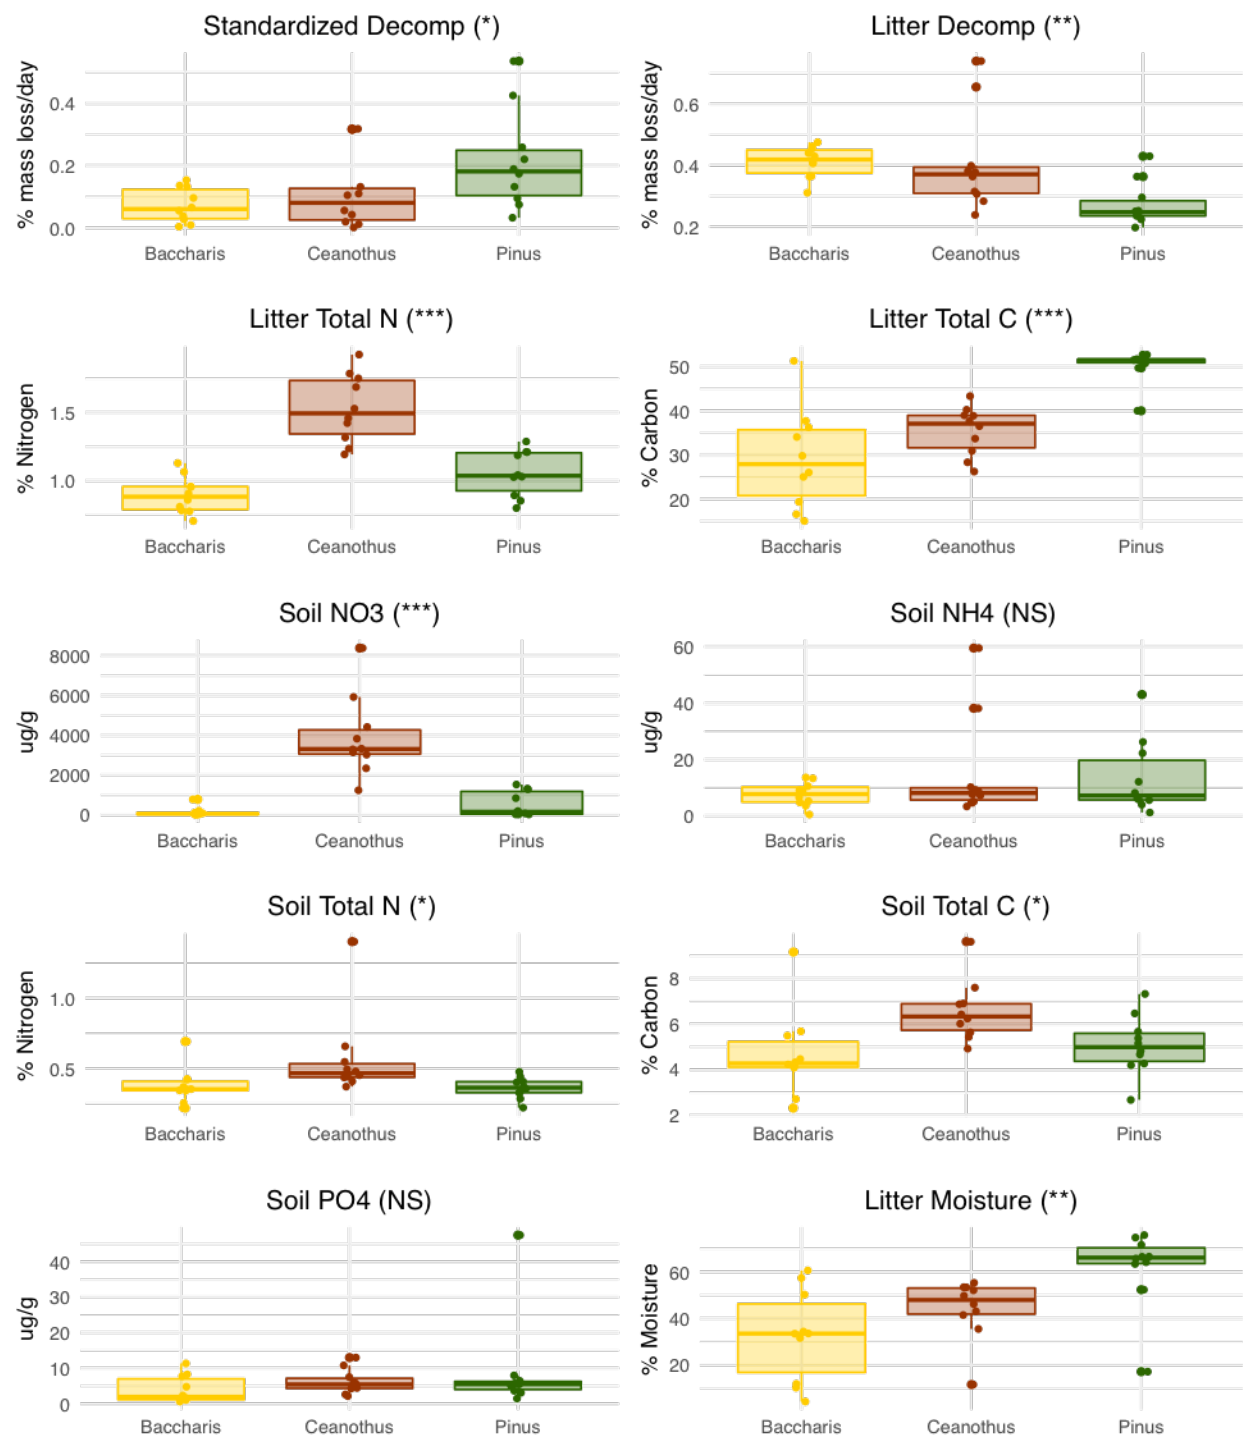 Standardized Decomp (*)
% mass loss/day
0.4
0.2
0.0
Baccharis Ceanothus Pinus
Litter Decomp (**)
% mass loss/day
0.6
0.4
0.2
Baccharis Ceanothus Pinus
Litter Total N (***)
% Nitrogen
1.5
1.0
Baccharis Ceanothus Pinus
Litter Total C (***)
% Carbon
50
40
30
20
Baccharis Ceanothus Pinus
Soil NO3 (***)
ug/g
8000
6000
4000
2000
0
Baccharis Ceanothus Pinus
Soil NH4 (NS)
ug/g
60
40
20
0
Baccharis Ceanothus Pinus
Soil Total N (*)
% Nitrogen
1.0
0.5
Baccharis Ceanothus Pinus
Soil Total C (*)
% Carbon
8
6
4
2
Baccharis Ceanothus Pinus
Soil PO4 (NS)
ug/g
40
30
20
10
0
Baccharis Ceanothus Pinus
Litter Moisture (**)
% Moisture
60
40
20
Baccharis Ceanothus Pinus